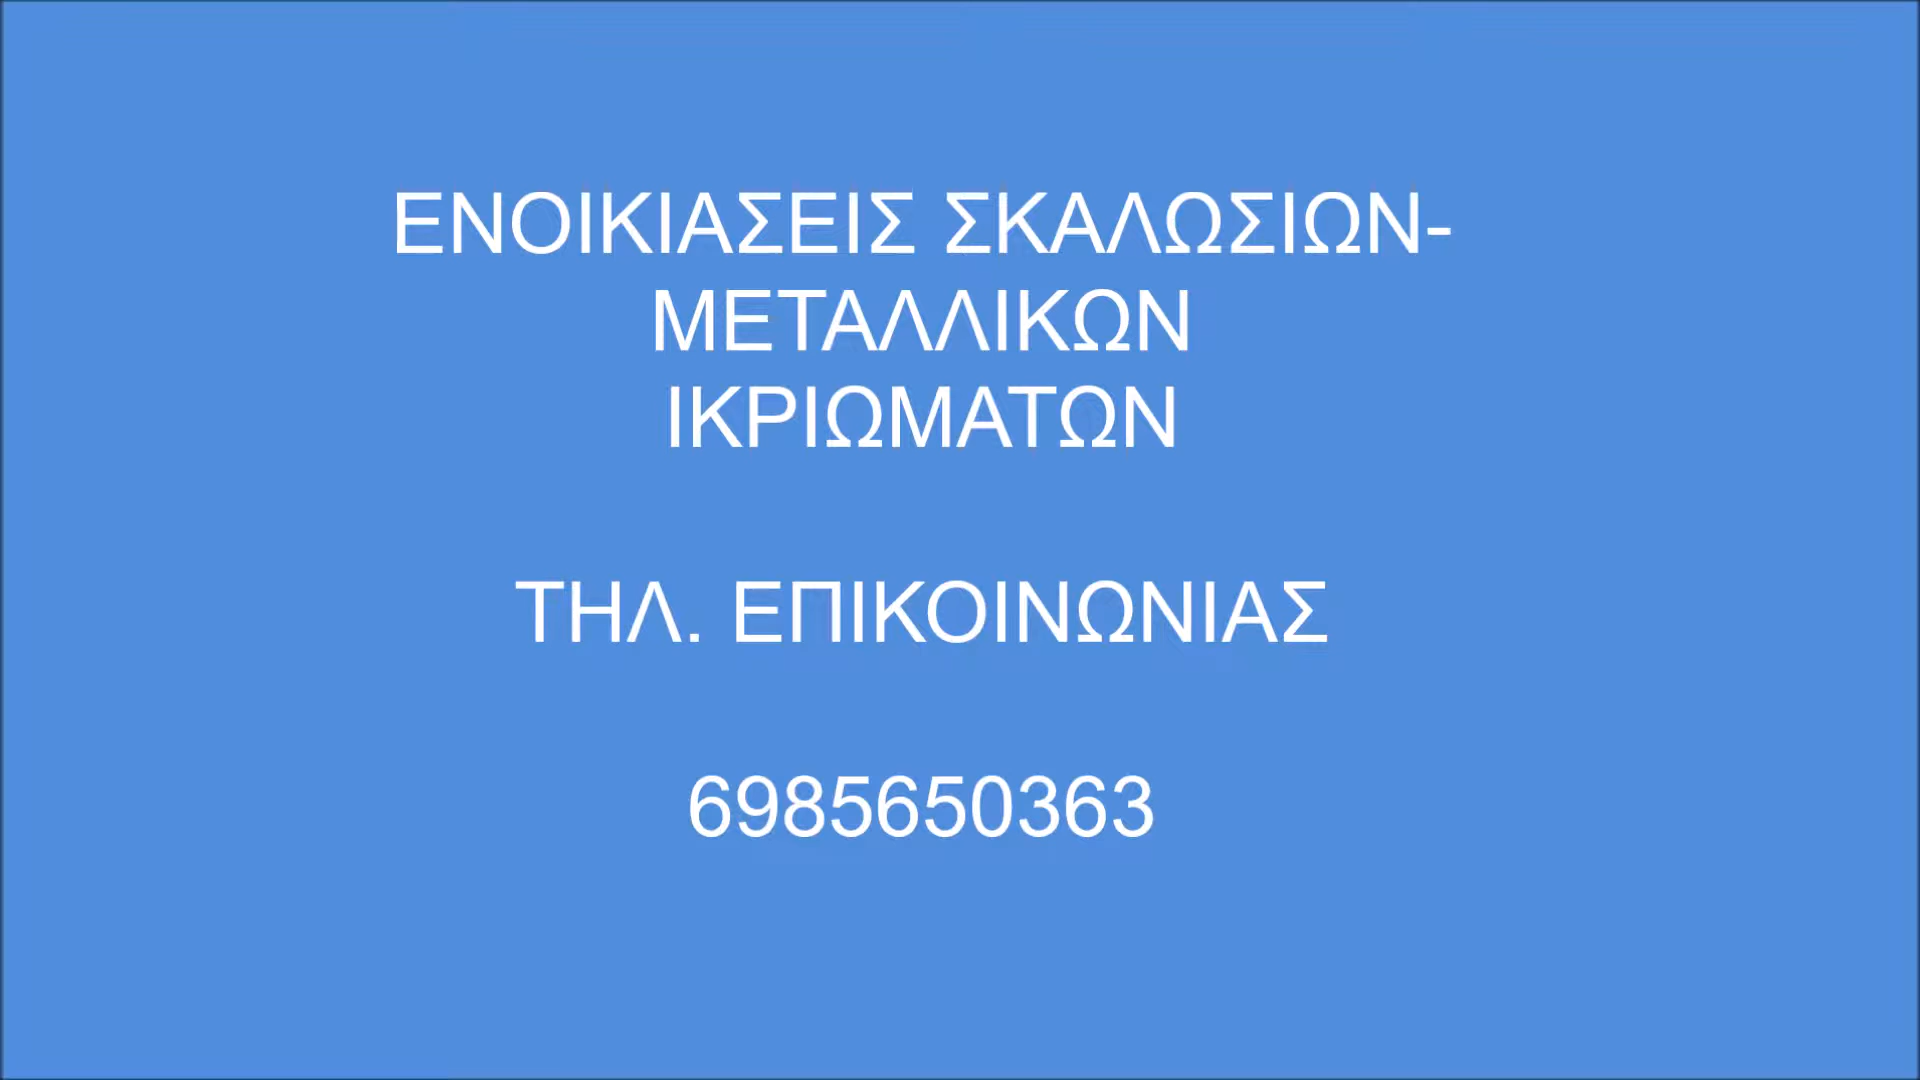 ΕΝΟΙΚΙΑΣΕΙΣ ΣΚΑΛΩΣΙΩΝ-
ΜΕΤΑΛΛΙΚΩΝ
ΙΚΡΙΩΜΑΤΩΝ
ΤΗΛ. ΕΠΙΚΟΙΝΩΝΙΑΣ
6985650363